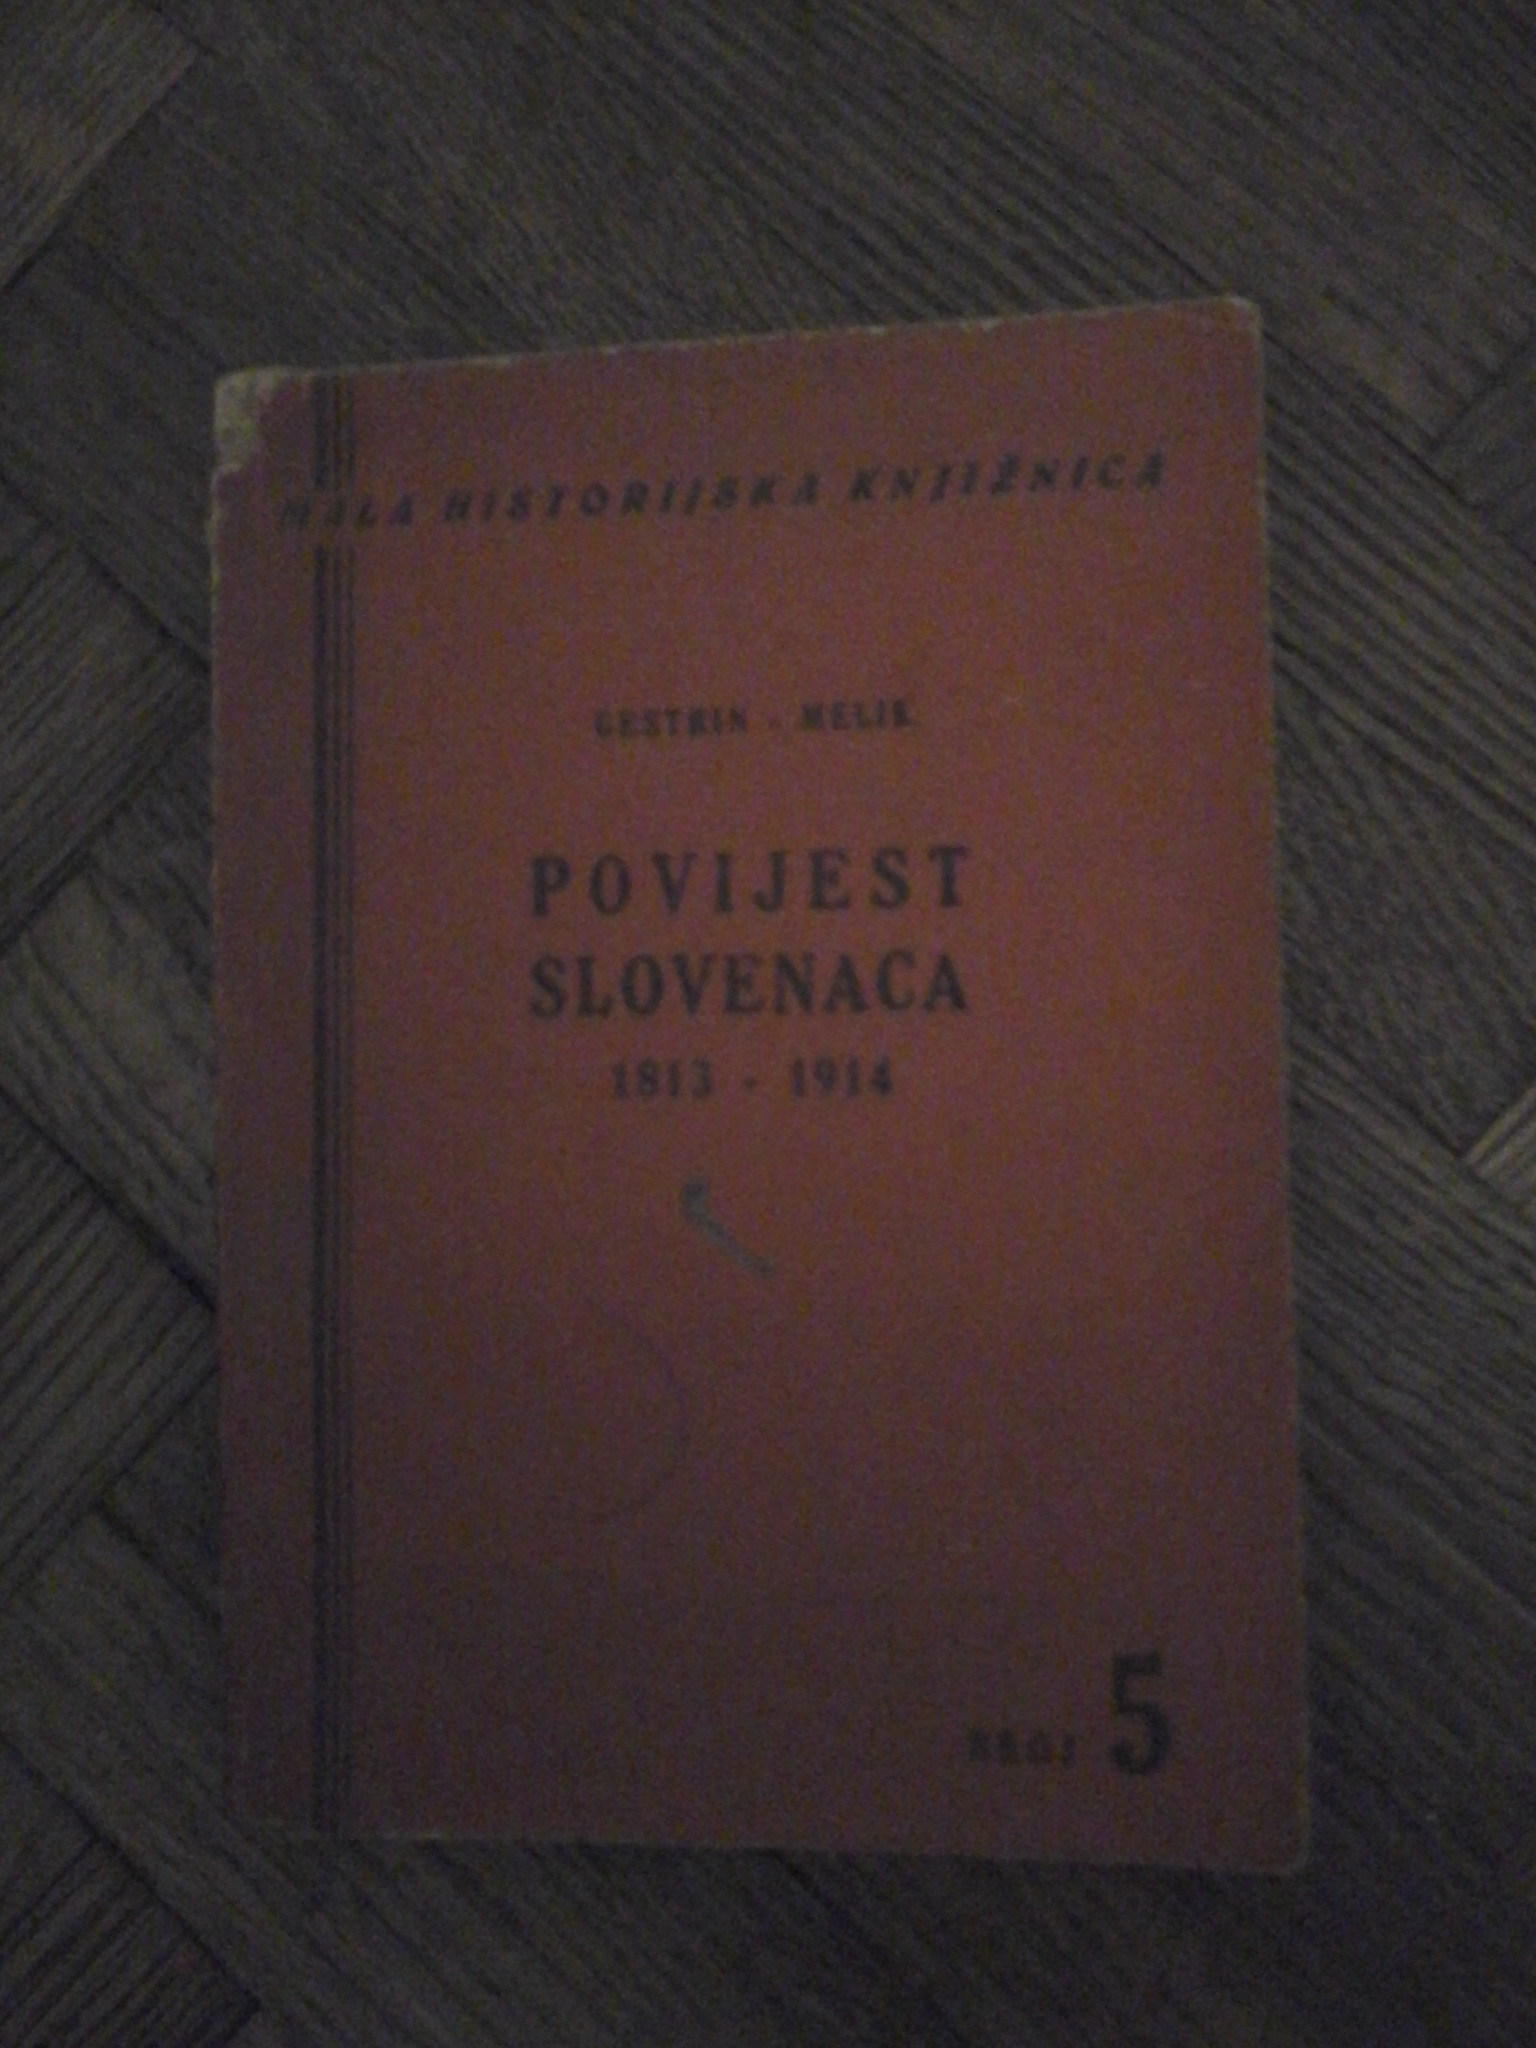 MALA HISTORIJSKA KNJIŽNICA
GESTRIN - MELIK
POVIJEST
SLOVENACA
1813 - 1914
BROJ 5